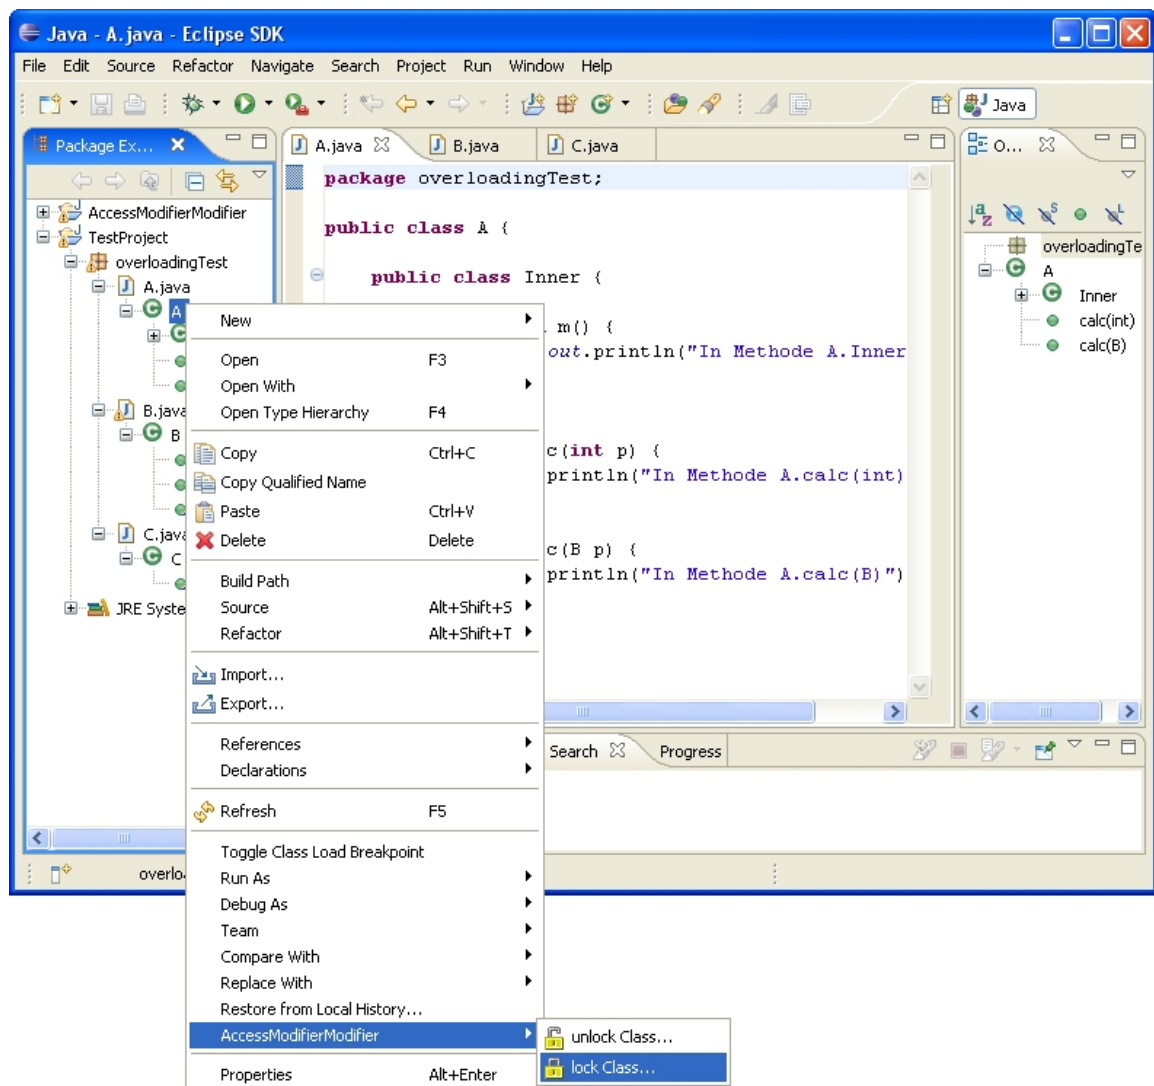 Java - A.java - Eclipse SDK
File Edit Source Refactor Navigate Search Project Run Window Help
Java
Package Ex...
A.java
B.java
C.java
O...
AccessModifierModifier
TestProject
overloadingTest
A.java
A
B.java
B
C.java
C
JRE Syste
package overloadingTest;
public class A {
public class Inner {
m() {
out.println("In Methode A.Inner
c(int p) {
println("In Methode A.calc(int)
c(B p) {
println("In Methode A.calc(B)")
overloadingTe
A
Inner
calc(int)
calc(B)
New
Open F3
Open With
Open Type Hierarchy F4
Copy Ctrl+C
Copy Qualified Name
Paste Ctrl+V
Delete Delete
Build Path
Source Alt+Shift+S
Refactor Alt+Shift+T
Import...
Export...
References
Declarations
Refresh F5
Toggle Class Load Breakpoint
Run As
Debug As
Team
Compare With
Replace With
Restore from Local History...
AccessModifierModifier
Properties Alt+Enter
unlock Class...
lock Class...
Search
Progress
overlo